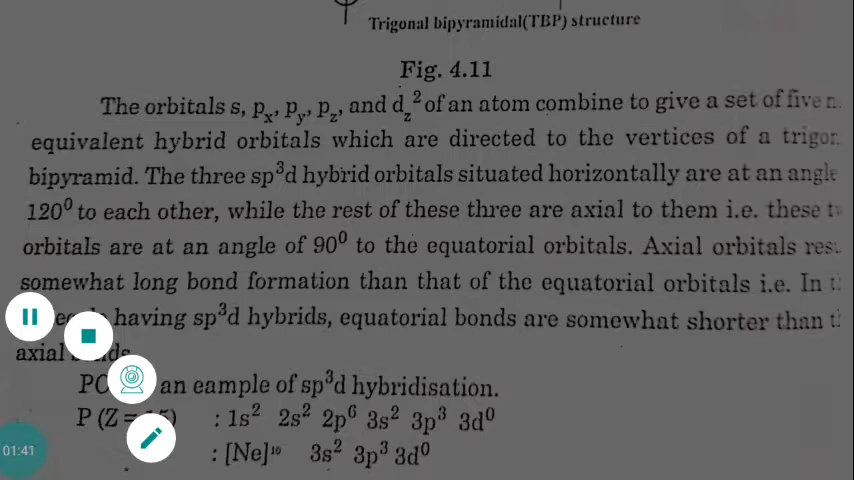 Trigonal bipyramidal(TBP) structure
Fig. 4.11
The orbitals s, pₓ, pᵧ, p_z, and d_z² of an atom combine to give a set of five
equivalent hybrid orbitals which are directed to the vertices of a
bipyramid. The three sp³d hybrid orbitals situated horizontally are at an angle
120⁰ to each other, while the rest of these three are axial to them i.e. these
orbitals are at an angle of 90⁰ to the equatorial orbitals. Axial orbitals
somewhat long bond formation than that of the equatorial orbitals i.e. In
having sp³d hybrids, equatorial bonds are somewhat shorter than
axial
an eample of sp³d hybridisation.
P (Z = : 1s² 2s² 2p⁶ 3s² 3p³ 3d⁰
: [Ne]¹⁰ 3s² 3p³ 3d⁰
01:41